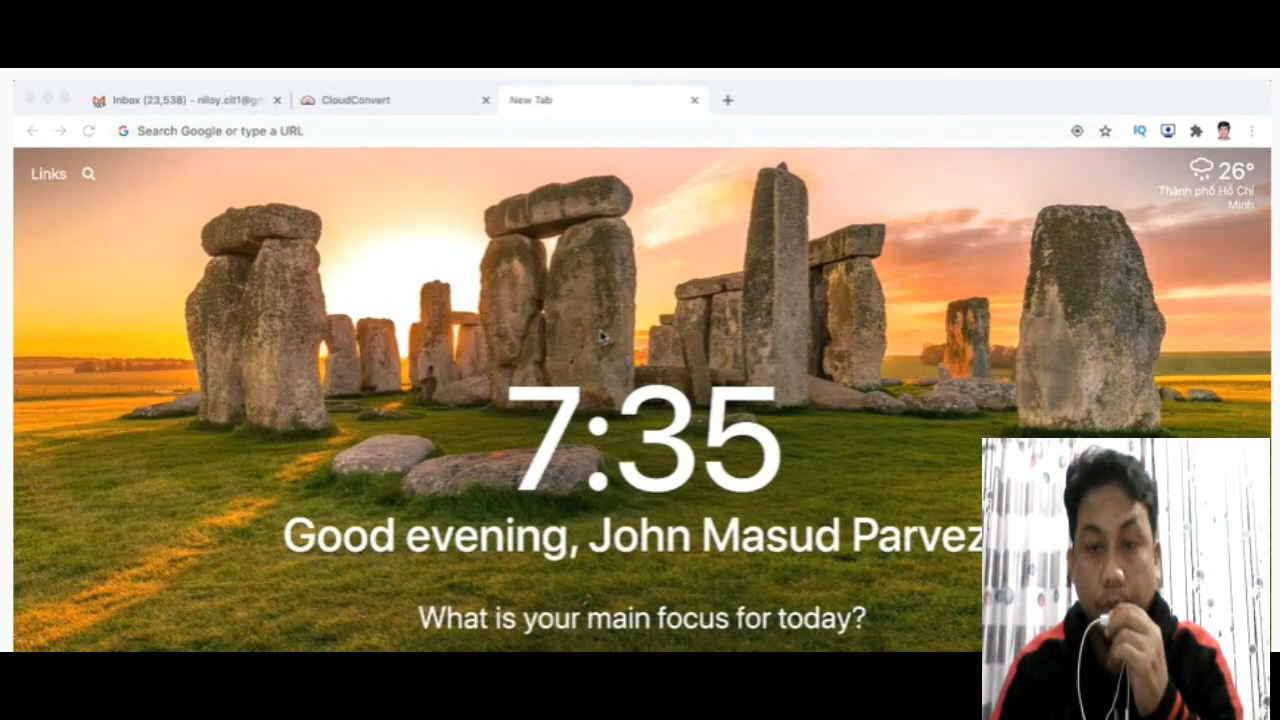 Inbox (23,538) - niloy.cit1@gm
CloudConvert
New Tab
Search Google or type a URL
IQ
Links
26°
Thành phố Hồ Chí
Minh
7:35
Good evening, John Masud Parvez
What is your main focus for today?